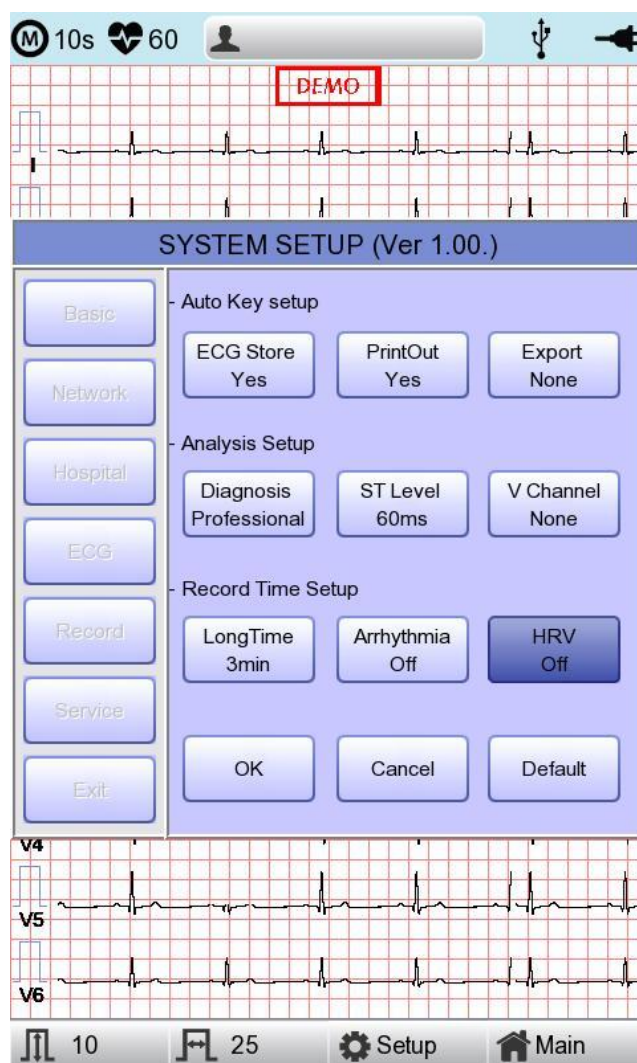 M 10s 60
DEMO
I
SYSTEM SETUP (Ver 1.00.)
Basic
Network
Hospital
ECG
Record
Service
Exit
- Auto Key setup
ECG Store
Yes
PrintOut
Yes
Export
None
- Analysis Setup
Diagnosis
Professional
ST Level
60ms
V Channel
None
- Record Time Setup
LongTime
3min
Arrhythmia
Off
HRV
Off
OK
Cancel
Default
V4
V5
V6
10 25 Setup Main